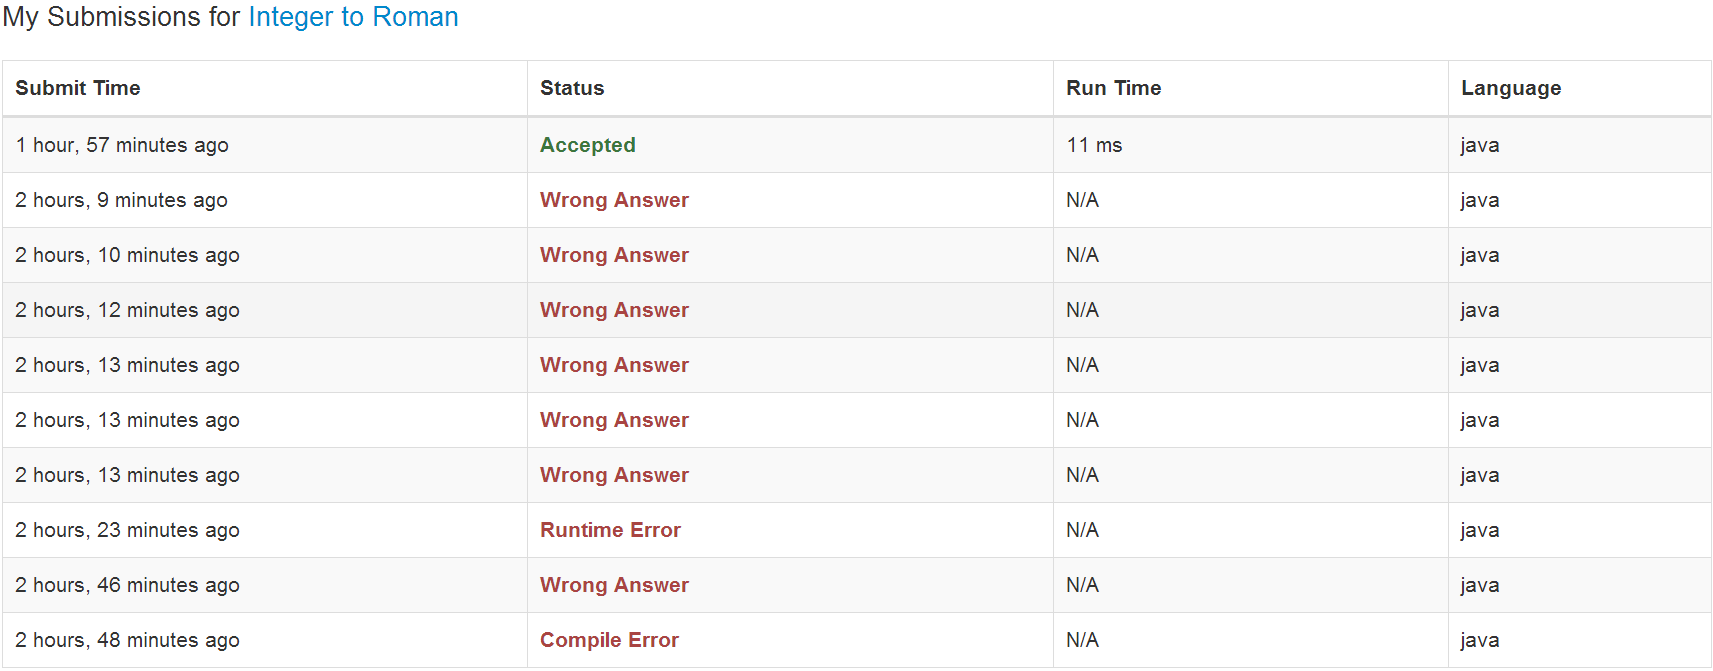 My Submissions for Integer to Roman
Submit Time Status Run Time Language
1 hour, 57 minutes ago Accepted 11 ms java
2 hours, 9 minutes ago Wrong Answer N/A java
2 hours, 10 minutes ago Wrong Answer N/A java
2 hours, 12 minutes ago Wrong Answer N/A java
2 hours, 13 minutes ago Wrong Answer N/A java
2 hours, 13 minutes ago Wrong Answer N/A java
2 hours, 13 minutes ago Wrong Answer N/A java
2 hours, 23 minutes ago Runtime Error N/A java
2 hours, 46 minutes ago Wrong Answer N/A java
2 hours, 48 minutes ago Compile Error N/A java